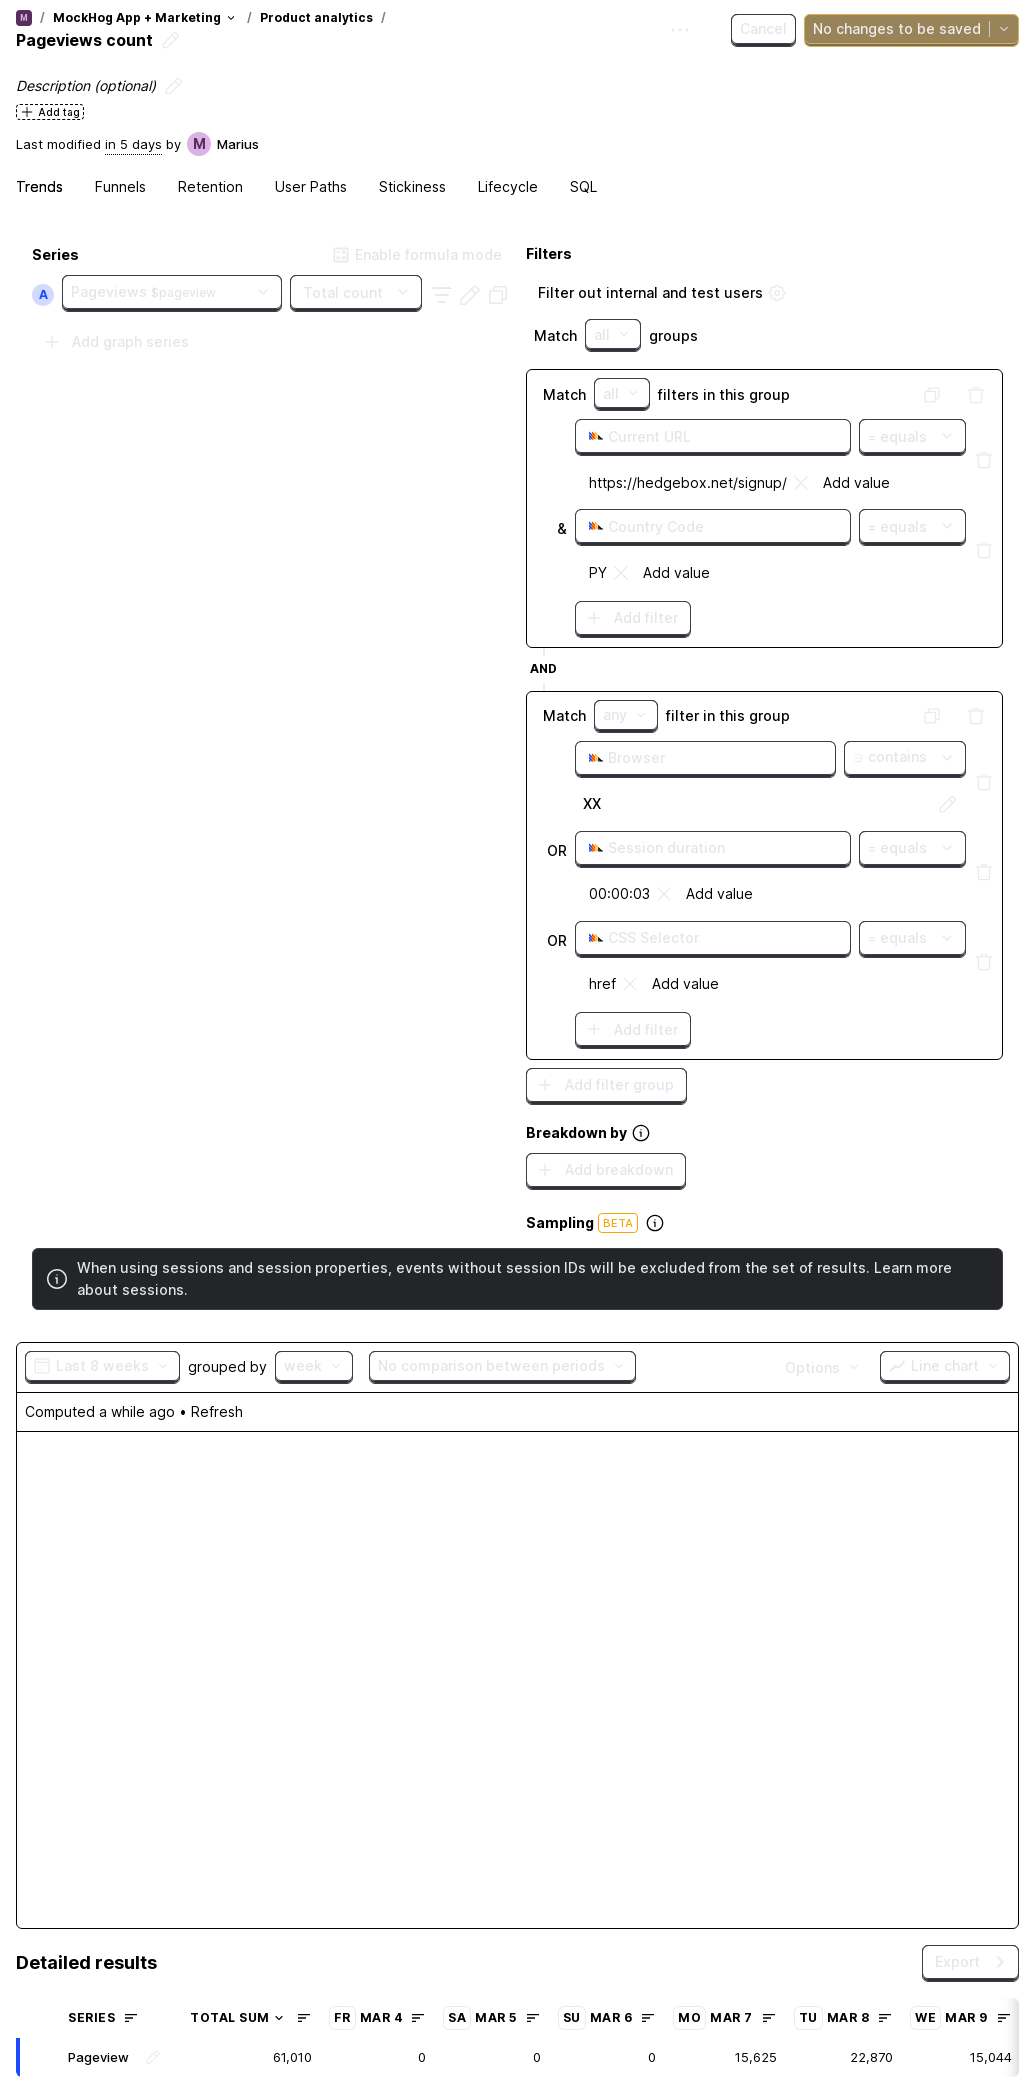 M / MockHog App + Marketing / Product analytics /
Pageviews count
Cancel
No changes to be saved
Description (optional)
Add tag
Last modified in 5 days by M Marius
Trends Funnels Retention User Paths Stickiness Lifecycle SQL
Series
Enable formula mode
A Pageviews $pageview Total count
Add graph series
Filters
Filter out internal and test users
Match all groups
Match all filters in this group
Current URL = equals
https://hedgebox.net/signup/ Add value
& Country Code = equals
PY Add value
Add filter
AND
Match any filter in this group
Browser ∋ contains
XX
OR Session duration = equals
00:00:03 Add value
OR CSS Selector = equals
href Add value
Add filter
Add filter group
Breakdown by
Add breakdown
Sampling BETA
When using sessions and session properties, events without session IDs will be excluded from the set of results. Learn more
about sessions.
Last 8 weeks grouped by week No comparison between periods Options Line chart
Computed a while ago • Refresh
Detailed results
Export
SERIES TOTAL SUM FR MAR 4 SA MAR 5 SU MAR 6 MO MAR 7 TU MAR 8 WE MAR 9
Pageview 61,010 0 0 0 15,625 22,870 15,044